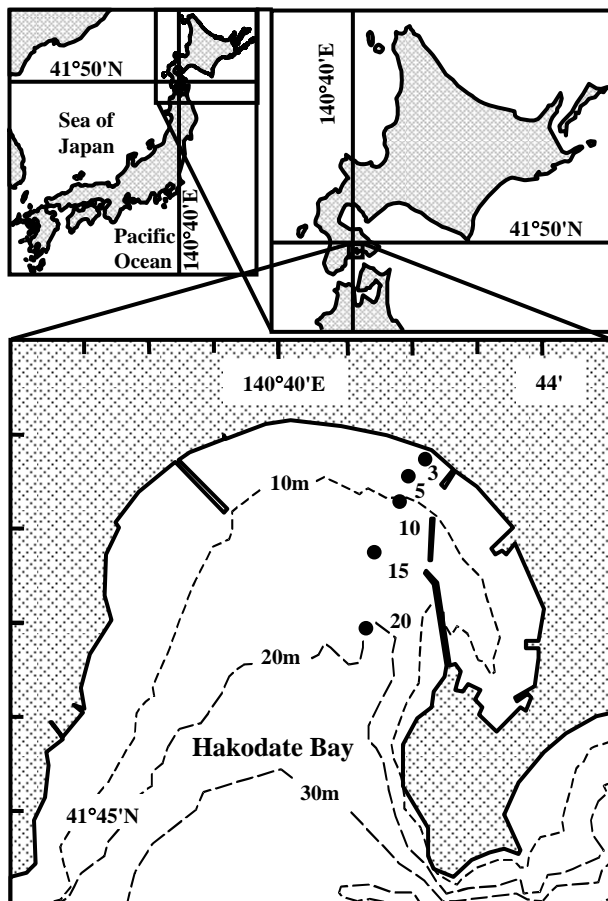 41°50'N
Sea of
Japan
Pacific
Ocean
140°40'E
140°40'E
41°50'N
140°40'E
44'
3
5
10m
10
15
20
20m
Hakodate Bay
30m
41°45'N